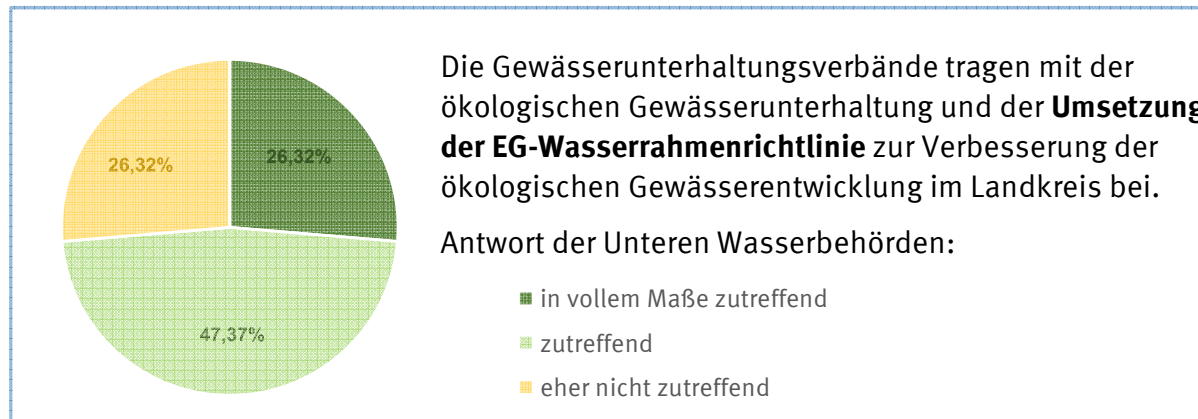 Die Gewässerunterhaltungsverbände tragen mit der
ökologischen Gewässerunterhaltung und der Umsetzung
der EG-Wasserrahmenrichtlinie zur Verbesserung der
ökologischen Gewässerentwicklung im Landkreis bei.
Antwort der Unteren Wasserbehörden:
in vollem Maße zutreffend
zutreffend
eher nicht zutreffend
26,32%
26,32%
47,37%